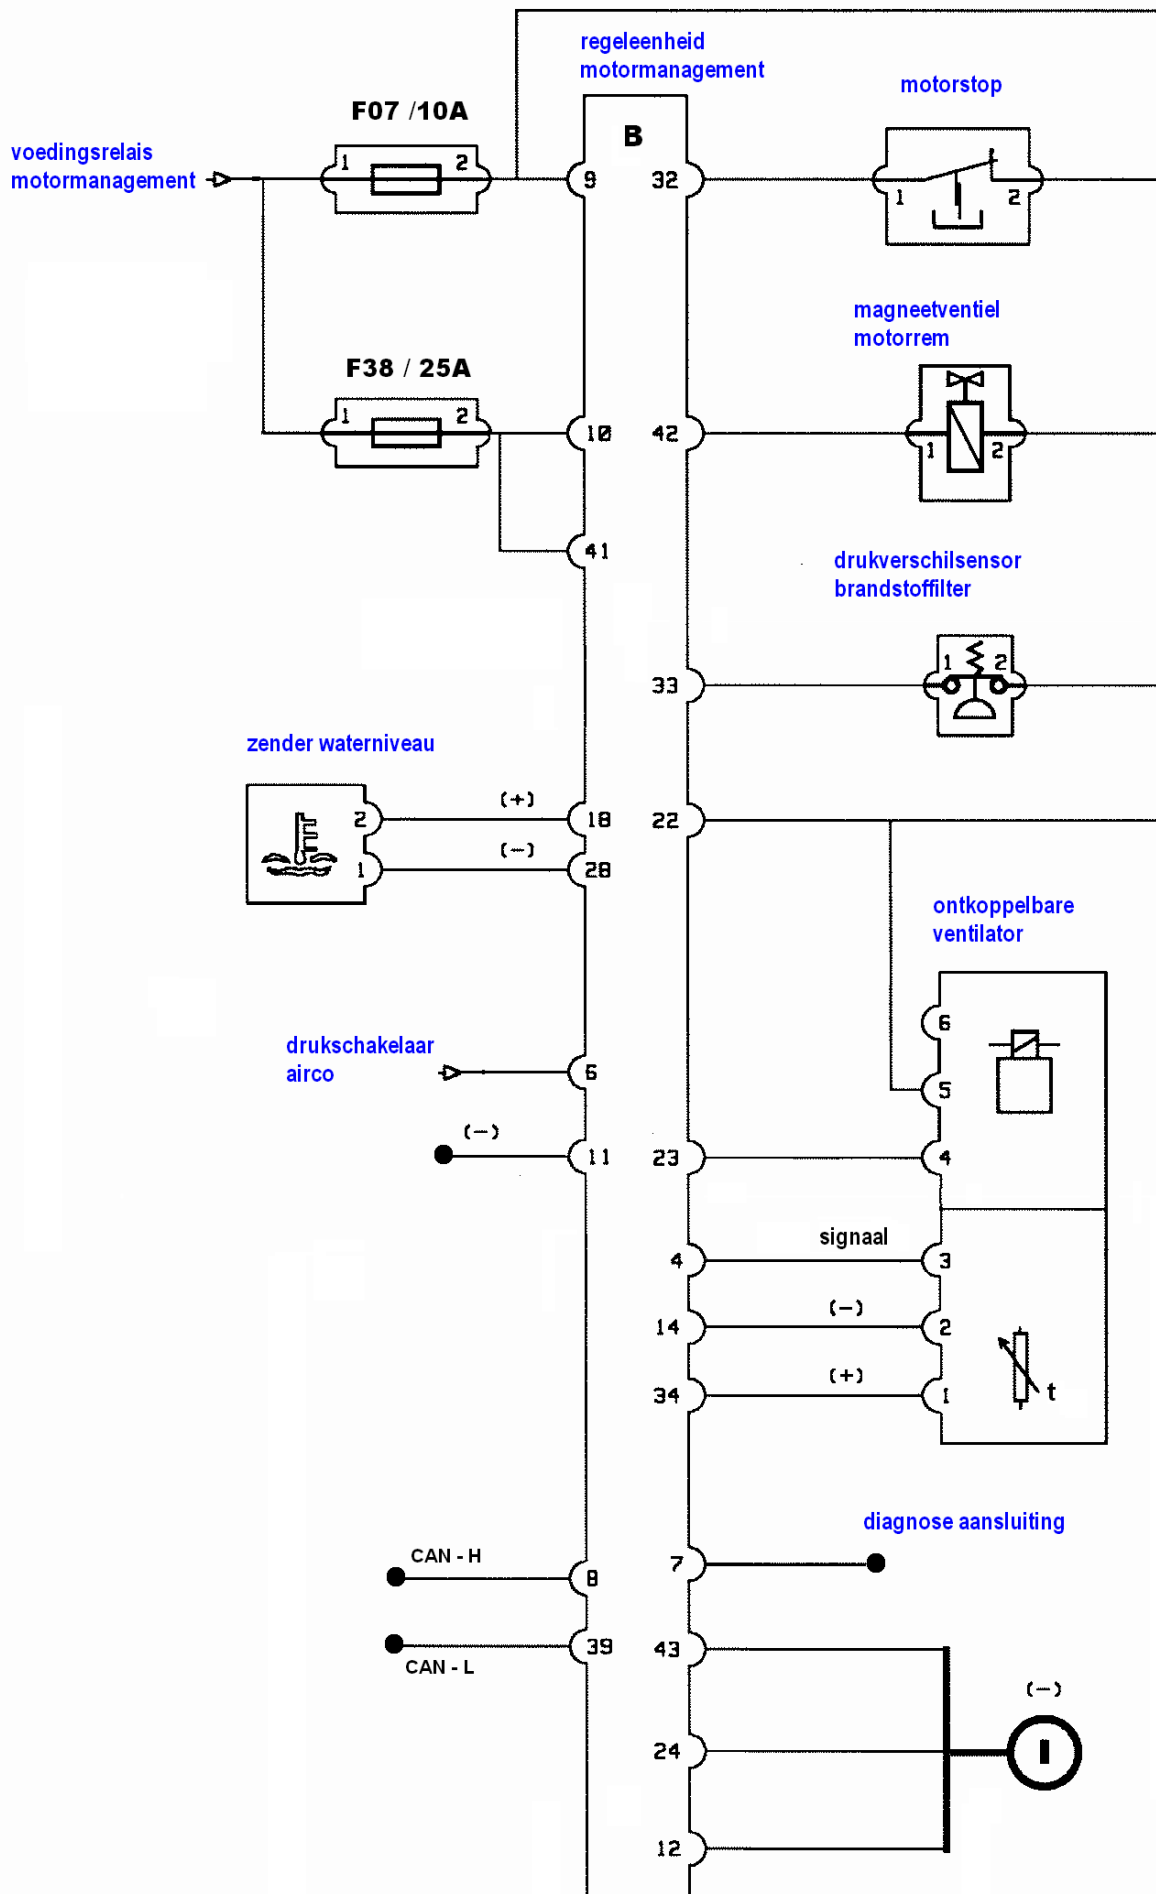 regeleenheid
motormanagement
motorstop
F07 /10A
B
voedingsrelais
motormanagement
1
2
9
32
1
2
magneetventiel
motorrem
F38 / 25A
1
2
10
42
1
2
41
drukverschilsensor
brandstoffilter
1
2
33
zender waterniveau
(+)
2
18
22
(−)
1
28
ontkoppelbare
ventilator
6
drukschakelaar
airco
6
5
(−)
11
23
4
signaal
4
3
(−)
14
2
(+)
34
1
t
diagnose aansluiting
CAN - H
7
8
39
43
CAN - L
(−)
24
12